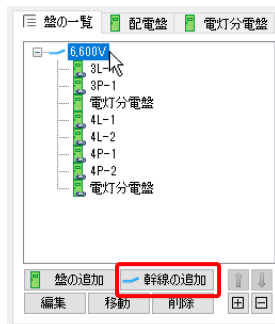 盤の一覧 配電盤 電灯分電盤
6,600V
3L-1
3P-1
電灯分電盤
4L-1
4L-2
4P-1
4P-2
電灯分電盤
盤の追加 幹線の追加
編集 移動 削除